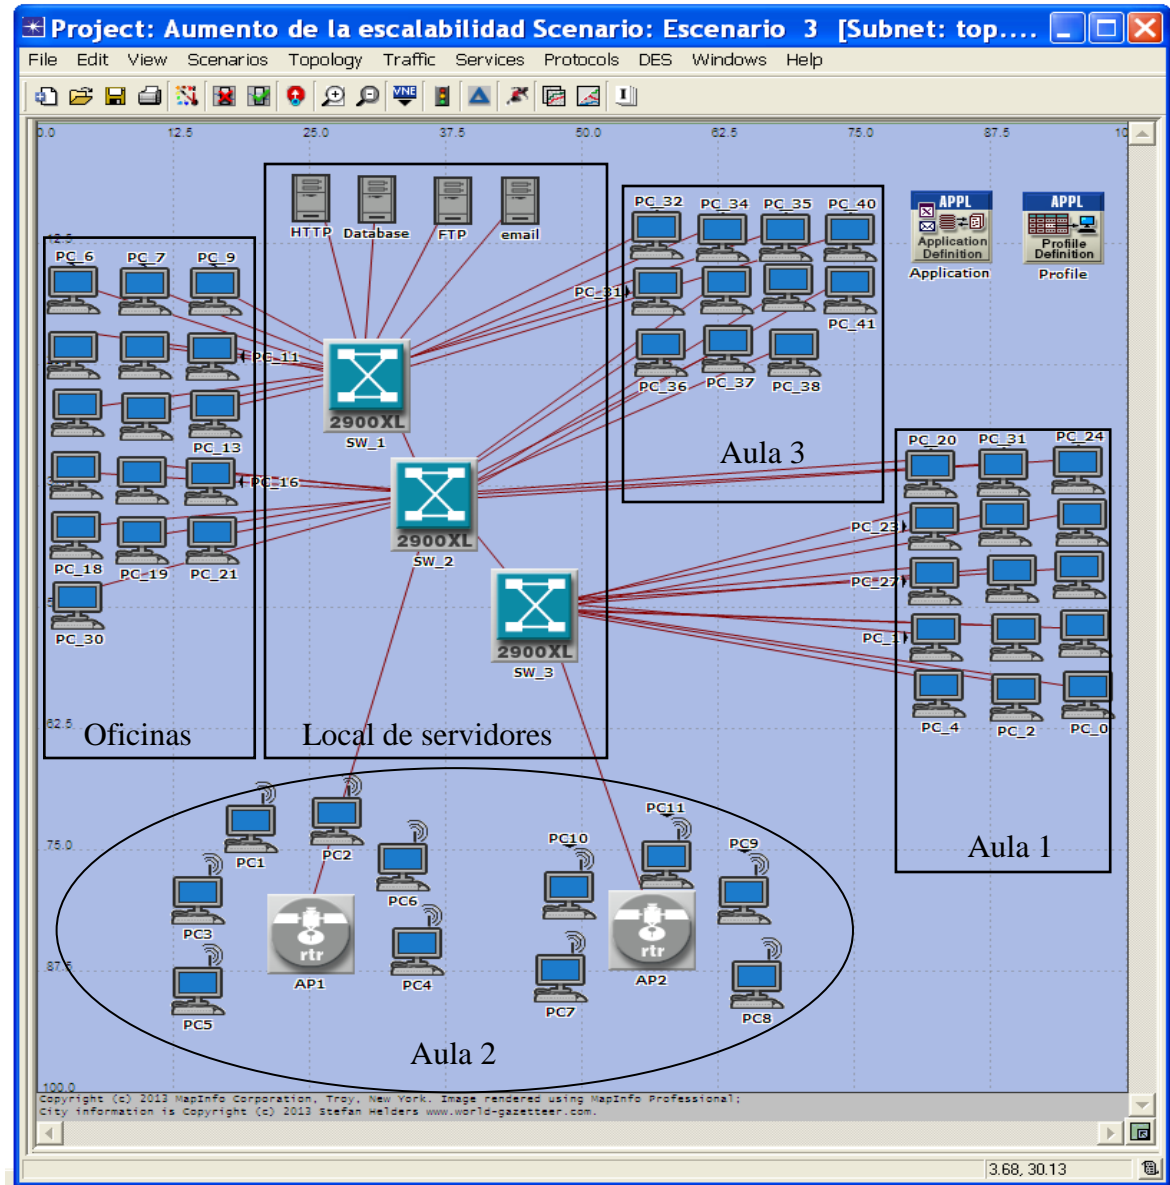 Project: Aumento de la escalabilidad Scenario: Escenario 3 [Subnet: top....
File Edit View Scenarios Topology Traffic Services Protocols DES Windows Help
VNE
0.0 12.5 25.0 37.5 50.0 62.5 75.0 87.5 10
HTTP Database FTP email
PC_32 PC_34 PC_35 PC_40
APPL
Application
Definition
Application
APPL
Profile
Definition
Profile
12.5
PC_6 PC_7 PC_9
PC_31
PC_41
PC_11
PC_36 PC_37 PC_38
2900XL
SW_1
PC_13
Aula 3
PC_20 PC_31 PC_24
PC_16
PC_23
2900XL
SW_2
PC_18 PC_19 PC_21
PC_27
PC_30
PC_1
2900XL
SW_3
62.5
Oficinas
Local de servidores
PC_4 PC_2 PC_0
PC11
PC10
PC9
75.0
PC1
PC2
Aula 1
PC6
PC3
rtr
rtr
87.5
AP1
PC4
AP2
PC7
PC5
PC8
Aula 2
100.0
Copyright (c) 2013 MapInfo Corporation, Troy, New York. Image rendered using MapInfo Professional;
City information is Copyright (c) 2013 Stefan Helders www.world-gazetteer.com.
3.68, 30.13